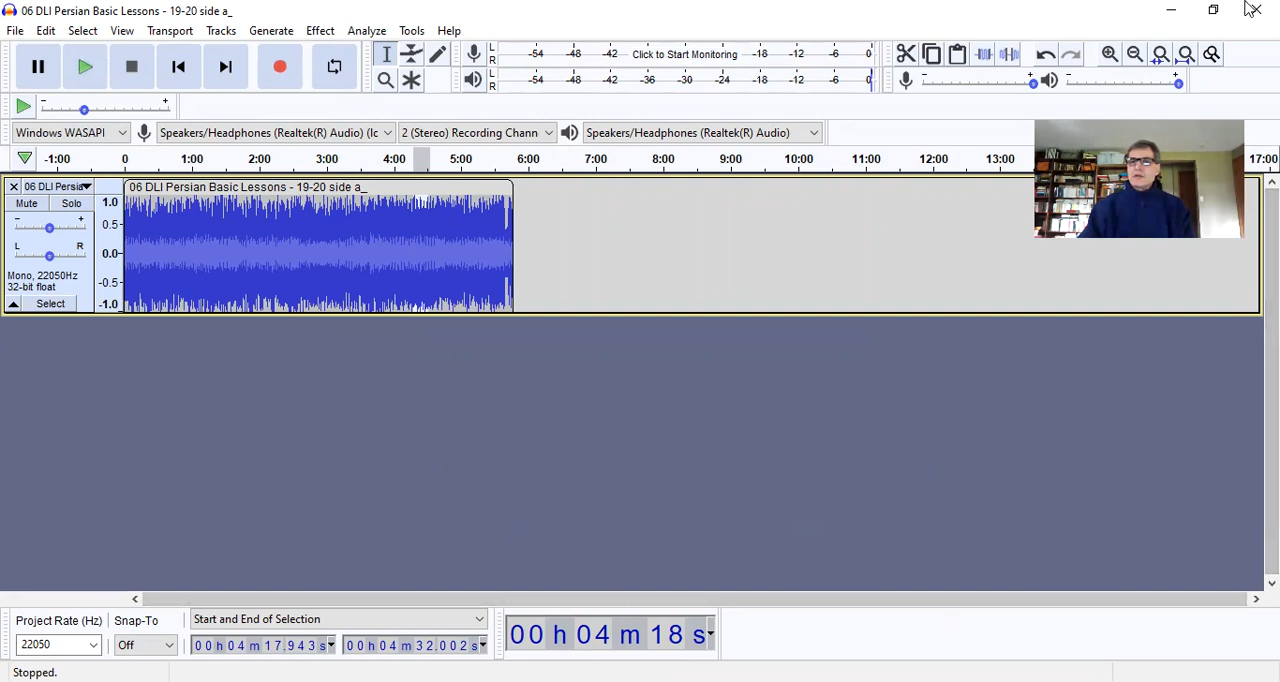 06 DLI Persian Basic Lessons - 19-20 side a_
File Edit Select View Transport Tracks Generate Effect Analyze Tools Help
L R -54 -48 -42 Click to Start Monitoring -18 -12 -6 0
L R -54 -48 -42 -36 -30 -24 -18 -12 -6 0
Windows WASAPI Speakers/Headphones (Realtek(R) Audio) (lc 2 (Stereo) Recording Chann Speakers/Headphones (Realtek(R) Audio)
-1:00 0 1:00 2:00 3:00 4:00 5:00 6:00 7:00 8:00 9:00 10:00 11:00 12:00 13:00 17:00
06 DLI Persia 06 DLI Persian Basic Lessons - 19-20 side a_
Mute Solo 1.0
0.5
L R 0.0
Mono, 22050Hz -0.5
32-bit float
Select -1.0
Project Rate (Hz) Snap-To Start and End of Selection
22050 Off 00 h 04 m 17.943 s 00 h 04 m 32.002 s 00 h 04 m 18 s
Stopped.